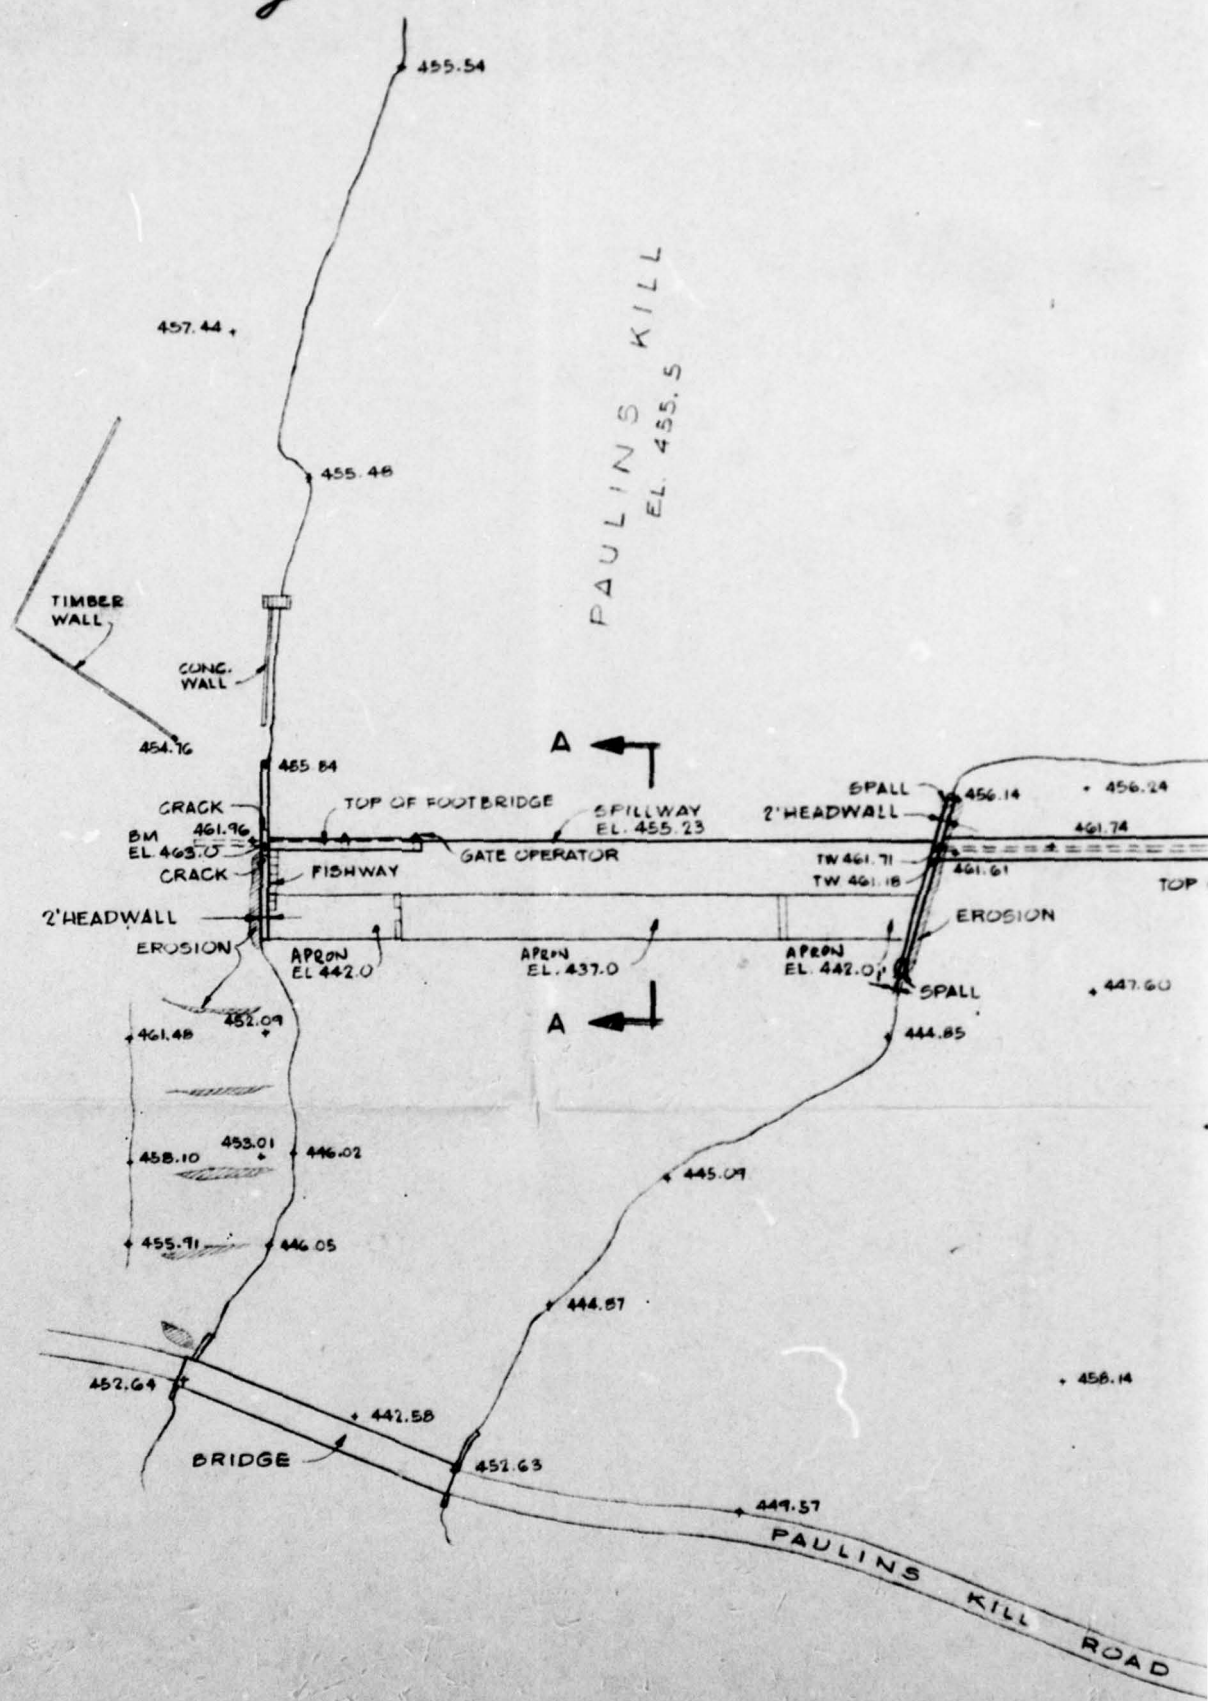 455.54
PAULINS KILL
EL. 455.5
457.44
455.48
TIMBER
WALL
CONC.
WALL
454.76
A
455.84
SPALL
456.14
456.24
CRACK
TOP OF FOOTBRIDGE
SPILLWAY
EL. 455.23
2' HEADWALL
BM
EL. 463.0
461.96
461.74
CRACK
FISHWAY
GATE OPERATOR
TW 461.71
TW 461.18
461.61
TOP
2' HEADWALL
EROSION
EROSION
APRON
EL 442.0
APRON
EL. 437.0
APRON
EL. 442.0
SPALL
447.60
A
461.48
452.09
444.85
458.10
453.01
446.02
445.09
455.91
446.05
444.87
452.64
442.58
458.14
BRIDGE
452.63
449.57
PAULINS KILL ROAD